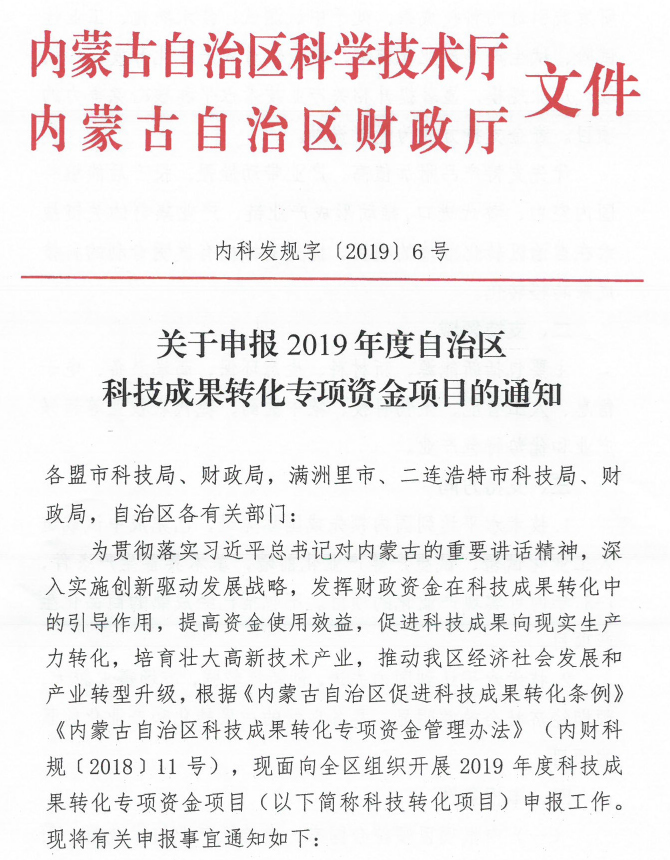 内蒙古自治区科学技术厅
内蒙古自治区财政厅
文件
内科发规字〔2019〕6号
关于申报2019年度自治区
科技成果转化专项资金项目的通知
各盟市科技局、财政局，满洲里市、二连浩特市科技局、财
政局，自治区各有关部门：
为贯彻落实习近平总书记对内蒙古的重要讲话精神，深
入实施创新驱动发展战略，发挥财政资金在科技成果转化中
的引导作用，提高资金使用效益，促进科技成果向现实生产
力转化，培育壮大高新技术产业，推动我区经济社会发展和
产业转型升级，根据《内蒙古自治区促进科技成果转化条例》
《内蒙古自治区科技成果转化专项资金管理办法》（内财科
规〔2018〕11号），现面向全区组织开展2019年度科技成
果转化专项资金项目（以下简称科技转化项目）申报工作。
现将有关申报事宜通知如下：